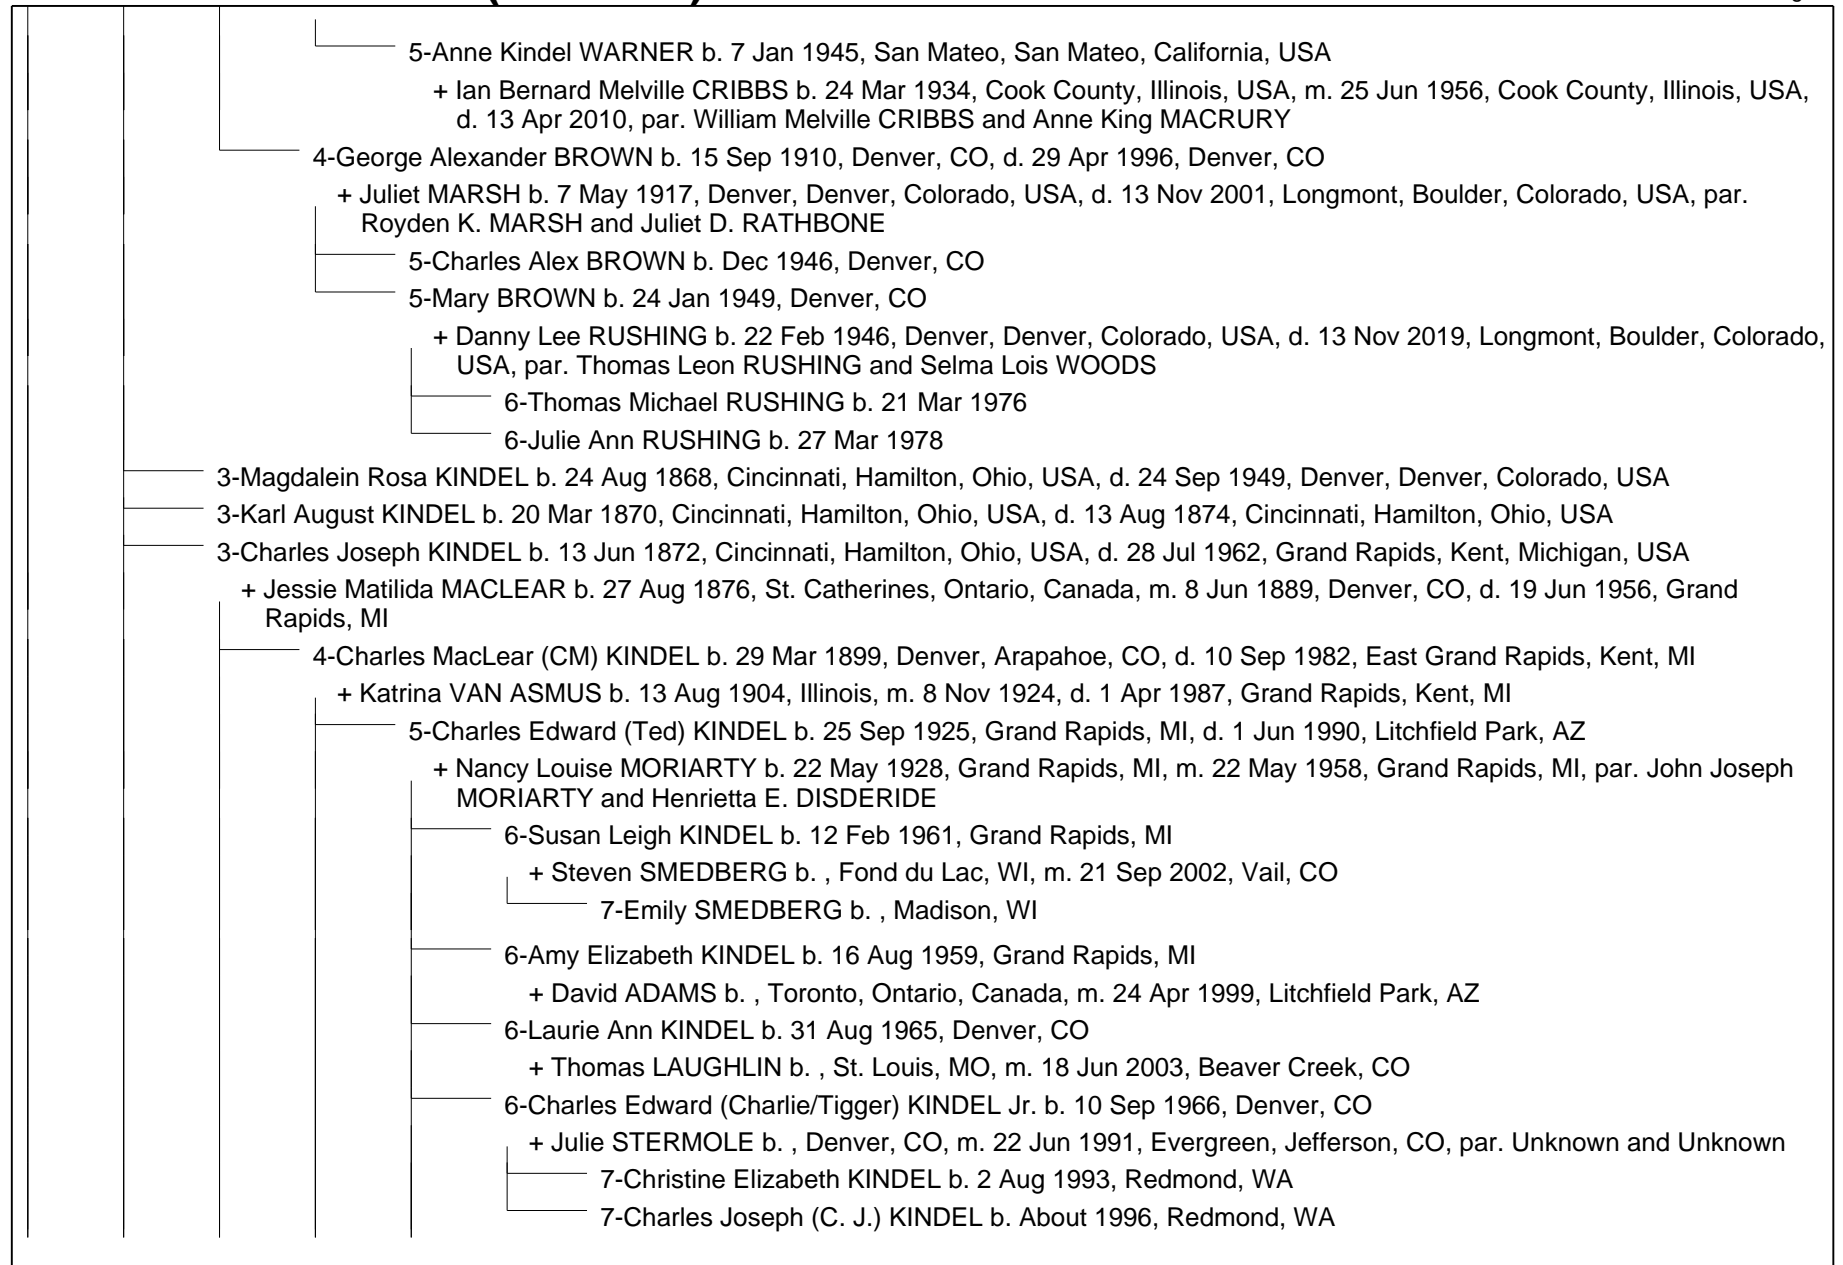 5-Anne Kindel WARNER b. 7 Jan 1945, San Mateo, San Mateo, California, USA
+ Ian Bernard Melville CRIBBS b. 24 Mar 1934, Cook County, Illinois, USA, m. 25 Jun 1956, Cook County, Illinois, USA,
d. 13 Apr 2010, par. William Melville CRIBBS and Anne King MACRURY
4-George Alexander BROWN b. 15 Sep 1910, Denver, CO, d. 29 Apr 1996, Denver, CO
+ Juliet MARSH b. 7 May 1917, Denver, Denver, Colorado, USA, d. 13 Nov 2001, Longmont, Boulder, Colorado, USA, par.
Royden K. MARSH and Juliet D. RATHBONE
5-Charles Alex BROWN b. Dec 1946, Denver, CO
5-Mary BROWN b. 24 Jan 1949, Denver, CO
+ Danny Lee RUSHING b. 22 Feb 1946, Denver, Denver, Colorado, USA, d. 13 Nov 2019, Longmont, Boulder, Colorado,
USA, par. Thomas Leon RUSHING and Selma Lois WOODS
6-Thomas Michael RUSHING b. 21 Mar 1976
6-Julie Ann RUSHING b. 27 Mar 1978
3-Magdalein Rosa KINDEL b. 24 Aug 1868, Cincinnati, Hamilton, Ohio, USA, d. 24 Sep 1949, Denver, Denver, Colorado, USA
3-Karl August KINDEL b. 20 Mar 1870, Cincinnati, Hamilton, Ohio, USA, d. 13 Aug 1874, Cincinnati, Hamilton, Ohio, USA
3-Charles Joseph KINDEL b. 13 Jun 1872, Cincinnati, Hamilton, Ohio, USA, d. 28 Jul 1962, Grand Rapids, Kent, Michigan, USA
+ Jessie Matilida MACLEAR b. 27 Aug 1876, St. Catherines, Ontario, Canada, m. 8 Jun 1889, Denver, CO, d. 19 Jun 1956, Grand
Rapids, MI
4-Charles MacLear (CM) KINDEL b. 29 Mar 1899, Denver, Arapahoe, CO, d. 10 Sep 1982, East Grand Rapids, Kent, MI
+ Katrina VAN ASMUS b. 13 Aug 1904, Illinois, m. 8 Nov 1924, d. 1 Apr 1987, Grand Rapids, Kent, MI
5-Charles Edward (Ted) KINDEL b. 25 Sep 1925, Grand Rapids, MI, d. 1 Jun 1990, Litchfield Park, AZ
+ Nancy Louise MORIARTY b. 22 May 1928, Grand Rapids, MI, m. 22 May 1958, Grand Rapids, MI, par. John Joseph
MORIARTY and Henrietta E. DISDERIDE
6-Susan Leigh KINDEL b. 12 Feb 1961, Grand Rapids, MI
+ Steven SMEDBERG b. , Fond du Lac, WI, m. 21 Sep 2002, Vail, CO
7-Emily SMEDBERG b. , Madison, WI
6-Amy Elizabeth KINDEL b. 16 Aug 1959, Grand Rapids, MI
+ David ADAMS b. , Toronto, Ontario, Canada, m. 24 Apr 1999, Litchfield Park, AZ
6-Laurie Ann KINDEL b. 31 Aug 1965, Denver, CO
+ Thomas LAUGHLIN b. , St. Louis, MO, m. 18 Jun 2003, Beaver Creek, CO
6-Charles Edward (Charlie/Tigger) KINDEL Jr. b. 10 Sep 1966, Denver, CO
+ Julie STERMOLE b. , Denver, CO, m. 22 Jun 1991, Evergreen, Jefferson, CO, par. Unknown and Unknown
7-Christine Elizabeth KINDEL b. 2 Aug 1993, Redmond, WA
7-Charles Joseph (C. J.) KINDEL b. About 1996, Redmond, WA